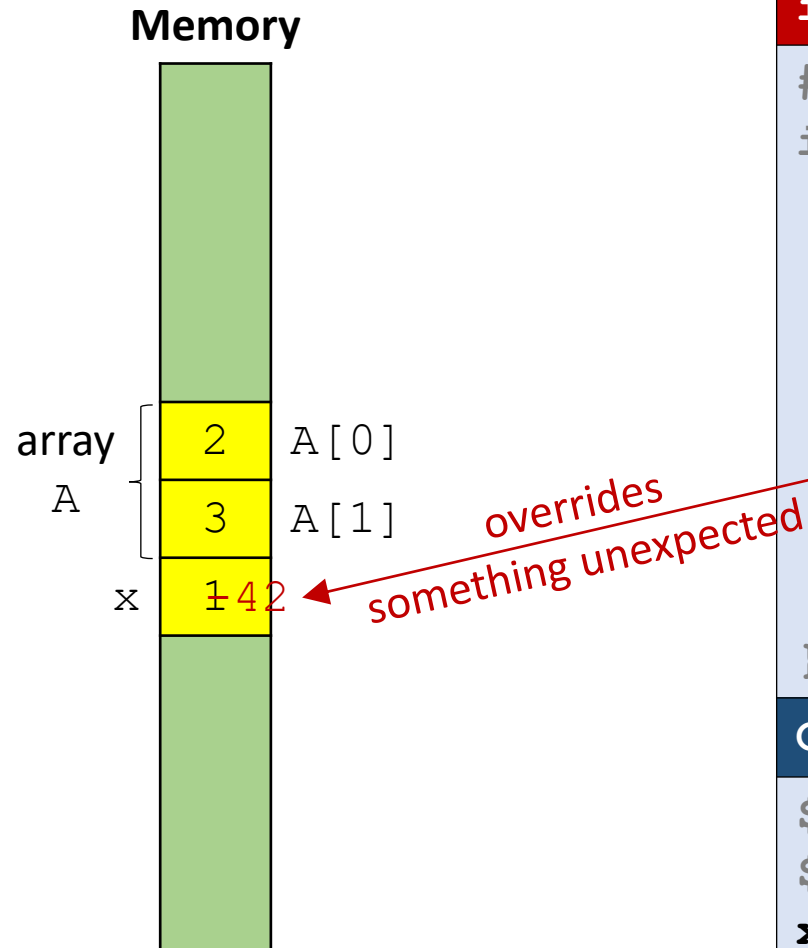 Memory
array
A
2 A[0]
3 A[1]
x 1 42
overrides
something unexpected
#
$
$
x